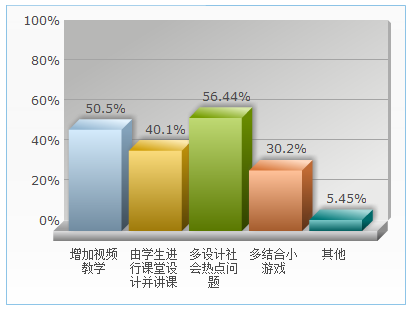 100%
80%
60%
40%
20%
0%
50.5%
40.1%
56.44%
30.2%
5.45%
增加视频
教学
由学生进
行课堂设
计并讲课
多设计社
会热点问
题
多结合小
游戏
其他